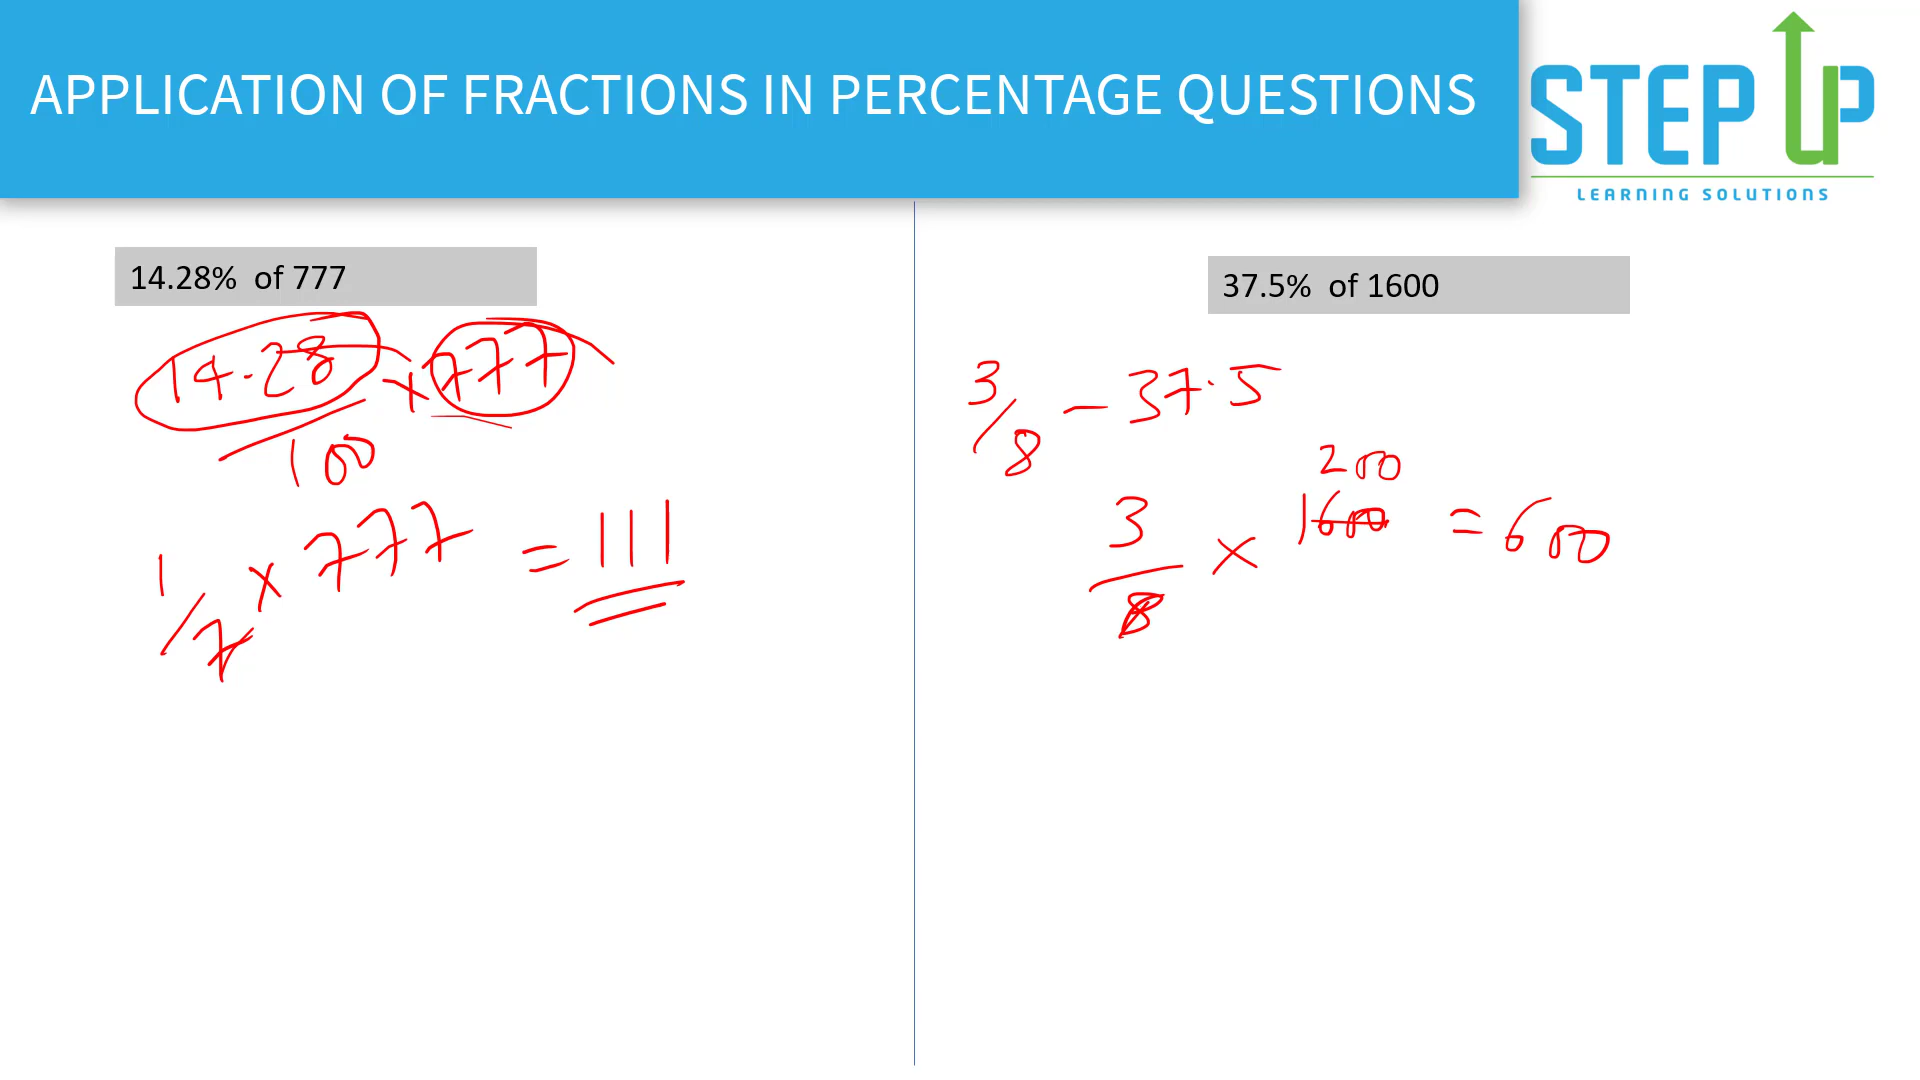 APPLICATION OF FRACTIONS IN PERCENTAGE QUESTIONS
STEP UP
LEARNING SOLUTIONS
14.28% of 777
14.28/100 × 777
1/7 × 777 = 111
37.5% of 1600
3/8 – 37.5
200
3/8 × 1600 = 600